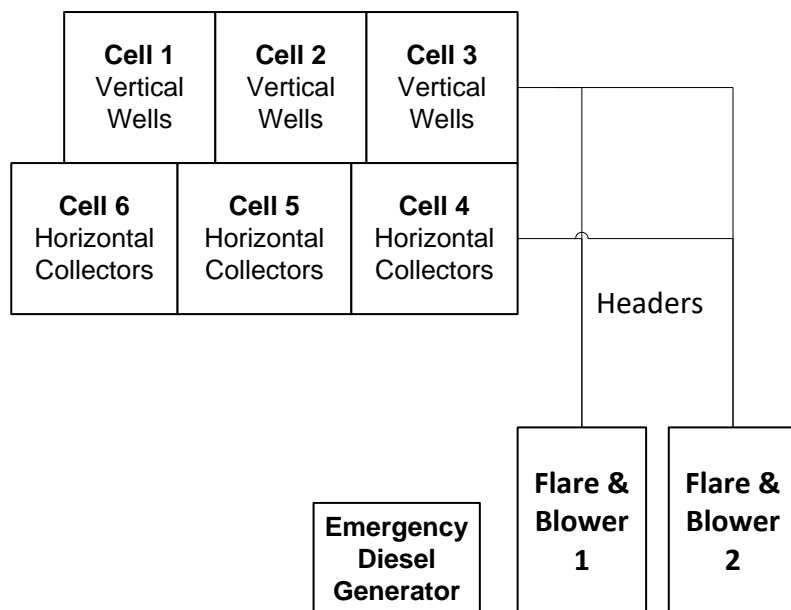 Cell 1
Vertical
Wells
Cell 2
Vertical
Wells
Cell 3
Vertical
Wells
Cell 6
Horizontal
Collectors
Cell 5
Horizontal
Collectors
Cell 4
Horizontal
Collectors
Headers
Emergency
Diesel
Generator
Flare &
Blower
1
Flare &
Blower
2